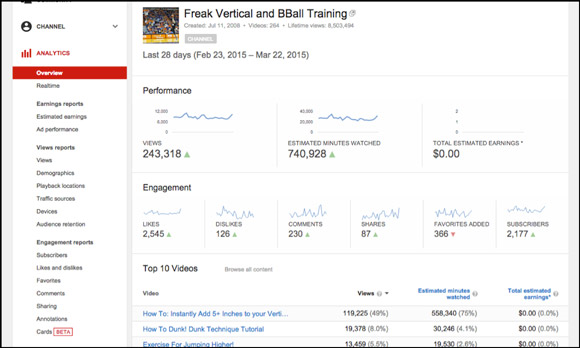 CHANNEL
ANALYTICS
Overview
Realtime
Earnings reports
Estimated earnings
Ad performance
Views reports
Views
Demographics
Playback locations
Traffic sources
Devices
Audience retention
Engagement reports
Subscribers
Likes and dislikes
Favorites
Comments
Sharing
Annotations
Cards BETA
Freak Vertical and BBall Training
Created: Jul 11, 2006 • Videos: 264 • Lifetime views: 8,503,494
CHANNEL
Last 28 days (Feb 23, 2015 – Mar 22, 2015)
Performance
12,000 40,000 2
6,000 20,000 1
VIEWS ESTIMATED MINUTES WATCHED TOTAL ESTIMATED EARNINGS *
243,318 740,928 $0.00
Engagement
LIKES DISLIKES COMMENTS SHARES FAVORITES ADDED SUBSCRIBERS
2,545 126 230 87 366 2,177
Top 10 Videos Browse all content
Video Views Estimated minutes watched Total estimated earnings*
How To: Instantly Add 5+ Inches to your Verti... 119,225 (49%) 558,340 (75%) $0.00 (0.0%)
How To Dunk! Dunk Technique Tutorial 19,378 (8.0%) 30,246 (4.1%) $0.00 (0.0%)
Exercise For Jumping Higher! 13,459 (5.5%) 19,530 (2.6%) $0.00 (0.0%)